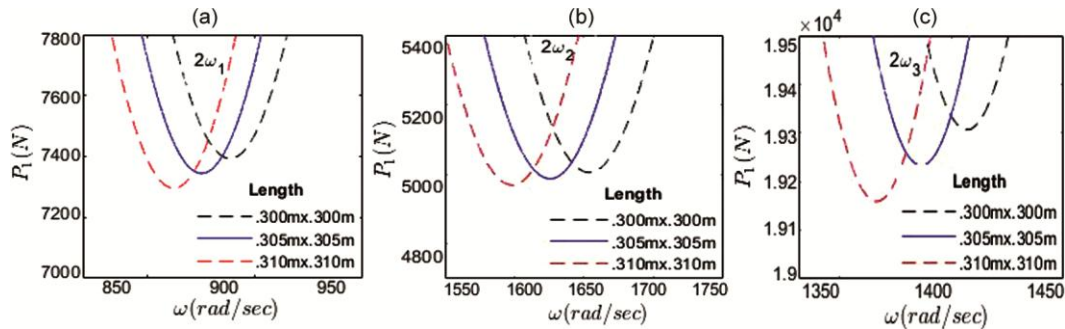 (a)
7800
7600
7400
7200
7000
P₁(N)
2ω₁
Length
.300mx.300m
.305mx.305m
.310mx.310m
850 900 950
ω(rad/sec)
(b)
5400
5200
5000
4800
P₁(N)
2ω₂
Length
.300mx.300m
.305mx.305m
.310mx.310m
1550 1600 1650 1700 1750
ω(rad/sec)
(c)
×10⁴
1.95
1.94
1.93
1.92
1.91
1.9
P₁(N)
2ω₃
Length
.300mx.300m
.305mx.305m
.310mx.310m
1350 1400 1450
ω(rad/sec)